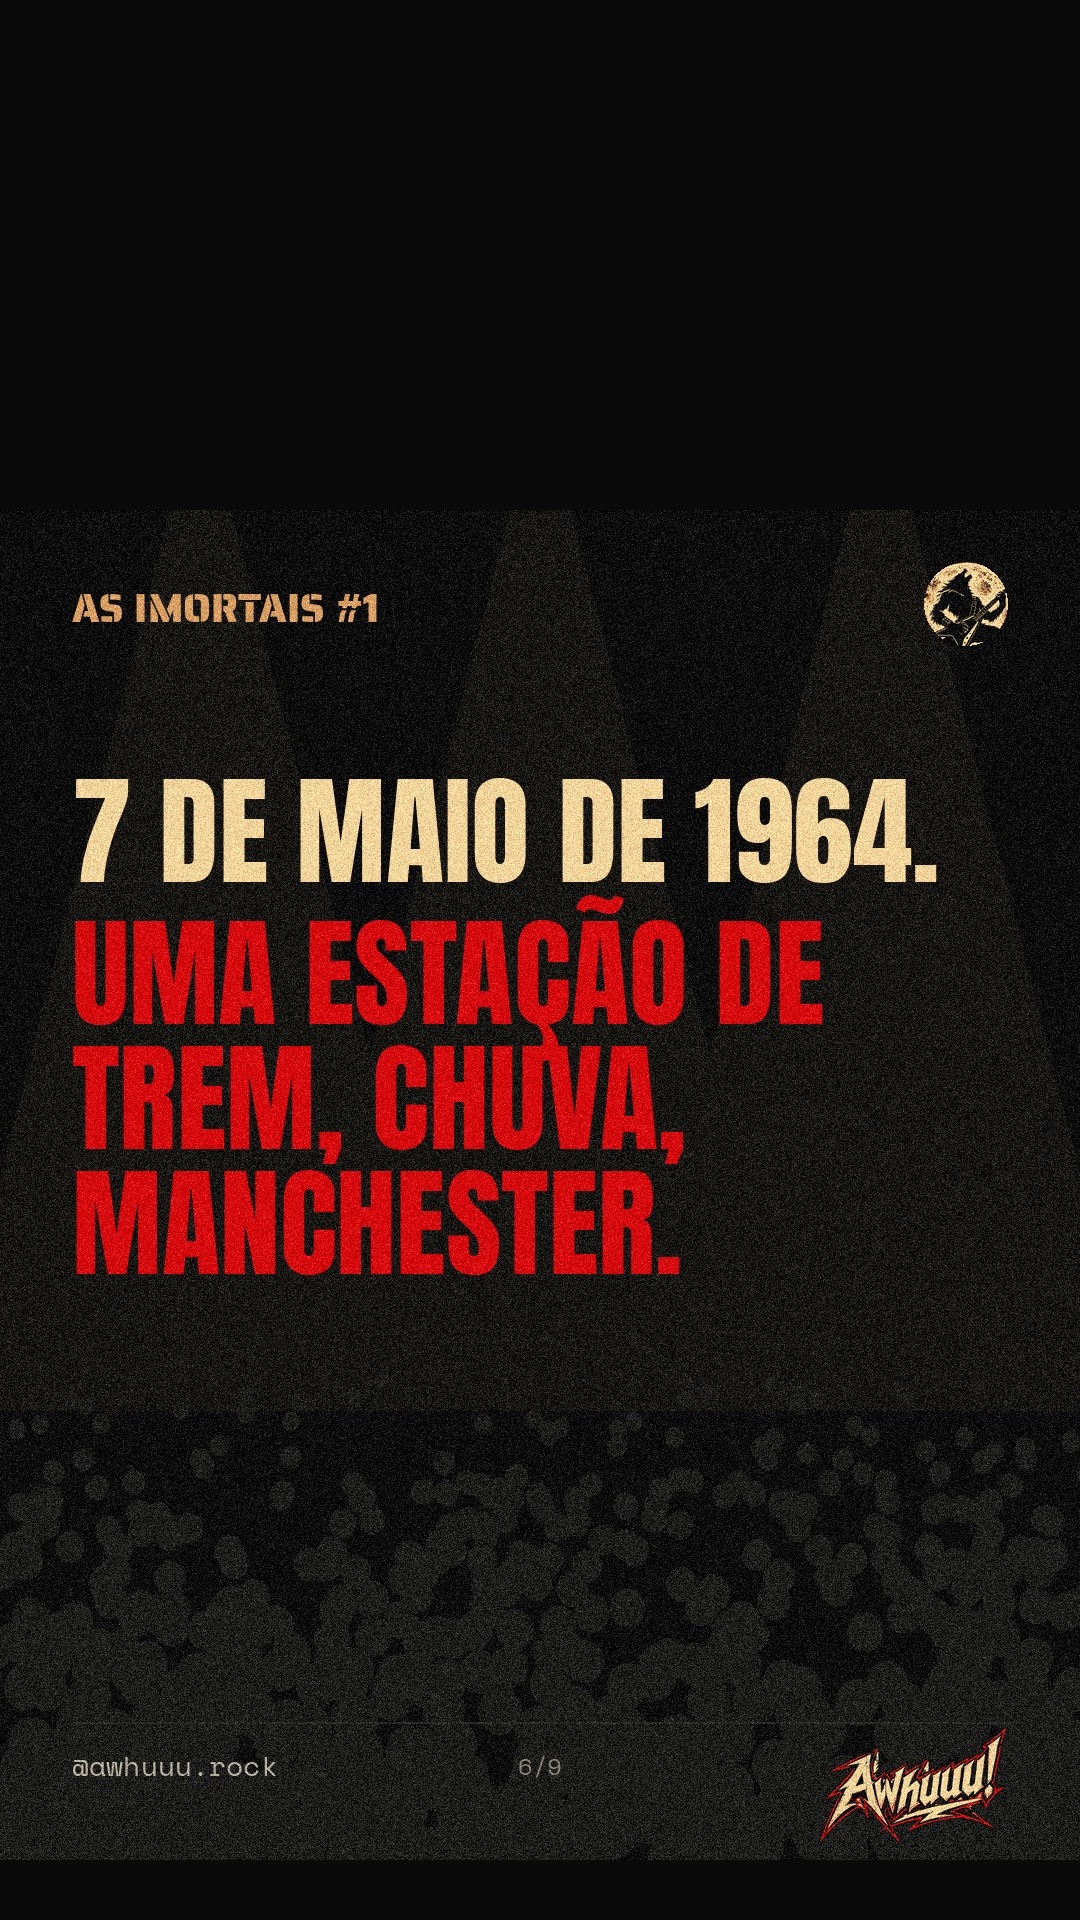 AS IMORTAIS #1
7 DE MAIO DE 1964.
UMA ESTAÇÃO DE
TREM, CHUVA,
MANCHESTER.
@awhuuu.rock
6/9
Awhuuu!